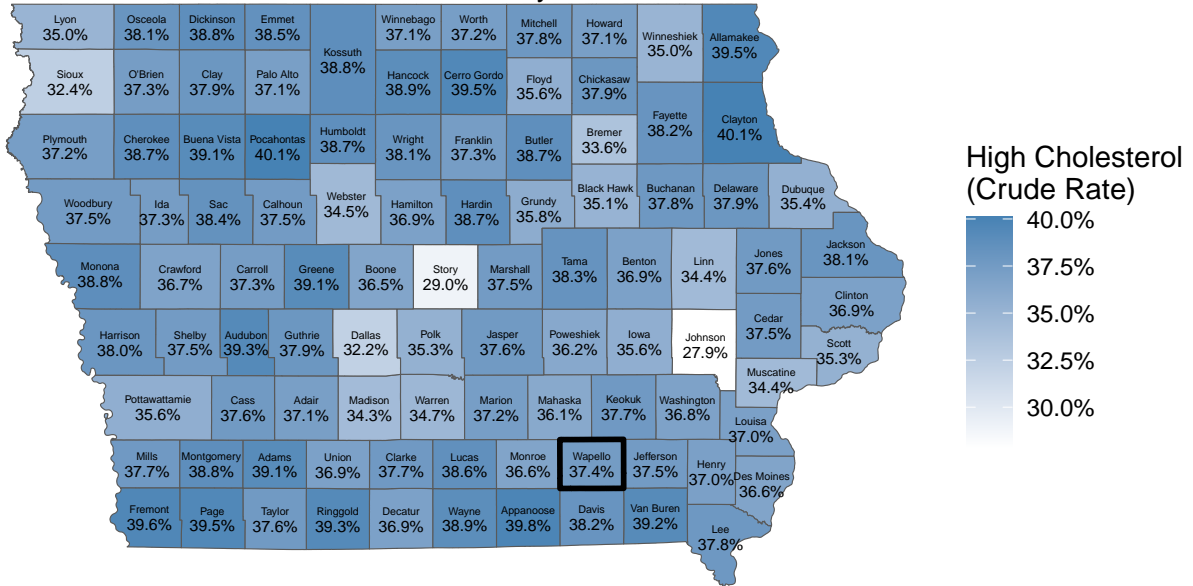 Lyon
35.0%
Osceola
38.1%
Dickinson
38.8%
Emmet
38.5%
Winnebago
37.1%
Worth
37.2%
Mitchell
37.8%
Howard
37.1%
Winneshiek
35.0%
Allamakee
39.5%
Kossuth
38.8%
Sioux
32.4%
O'Brien
37.3%
Clay
37.9%
Palo Alto
37.1%
Hancock
38.9%
Cerro Gordo
39.5%
Floyd
35.6%
Chickasaw
37.9%
Fayette
38.2%
Clayton
40.1%
Plymouth
37.2%
Cherokee
38.7%
Buena Vista
39.1%
Pocahontas
40.1%
Humboldt
38.7%
Wright
38.1%
Franklin
37.3%
Butler
38.7%
Bremer
33.6%
Woodbury
37.5%
Ida
37.3%
Sac
38.4%
Calhoun
37.5%
Webster
34.5%
Hamilton
36.9%
Hardin
38.7%
Grundy
35.8%
Black Hawk
35.1%
Buchanan
37.8%
Delaware
37.9%
Dubuque
35.4%
Monona
38.8%
Crawford
36.7%
Carroll
37.3%
Greene
39.1%
Boone
36.5%
Story
29.0%
Marshall
37.5%
Tama
38.3%
Benton
36.9%
Linn
34.4%
Jones
37.6%
Jackson
38.1%
Clinton
36.9%
Harrison
38.0%
Shelby
37.5%
Audubon
39.3%
Guthrie
37.9%
Dallas
32.2%
Polk
35.3%
Jasper
37.6%
Poweshiek
36.2%
Iowa
35.6%
Johnson
27.9%
Cedar
37.5%
Scott
35.3%
Muscatine
34.4%
Pottawattamie
35.6%
Cass
37.6%
Adair
37.1%
Madison
34.3%
Warren
34.7%
Marion
37.2%
Mahaska
36.1%
Keokuk
37.7%
Washington
36.8%
Louisa
37.0%
Mills
37.7%
Montgomery
38.8%
Adams
39.1%
Union
36.9%
Clarke
37.7%
Lucas
38.6%
Monroe
36.6%
Wapello
37.4%
Jefferson
37.5%
Henry
37.0%
Des Moines
36.6%
Fremont
39.6%
Page
39.5%
Taylor
37.6%
Ringgold
39.3%
Decatur
36.9%
Wayne
38.9%
Appanoose
39.8%
Davis
38.2%
Van Buren
39.2%
Lee
37.8%
High Cholesterol
(Crude Rate)
40.0%
37.5%
35.0%
32.5%
30.0%